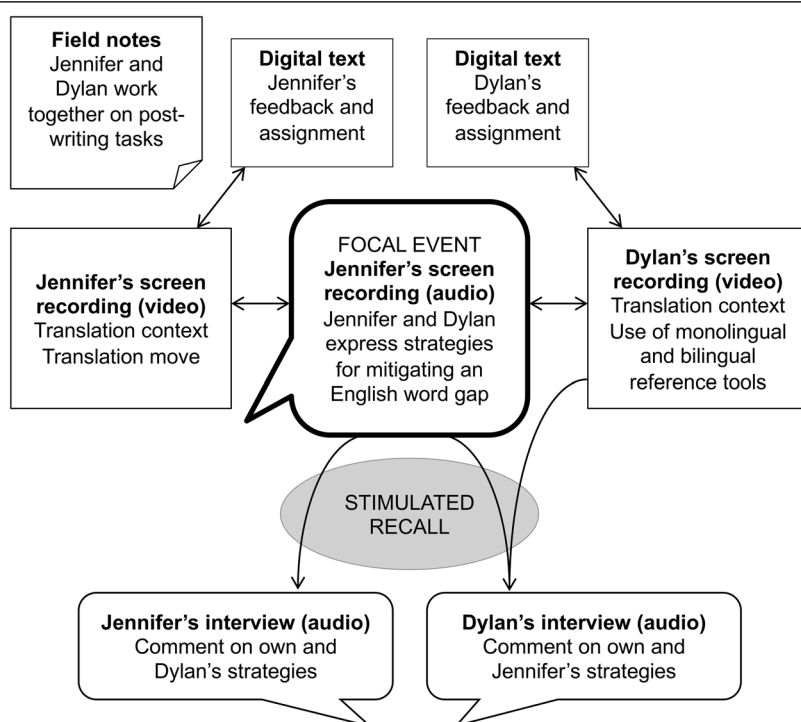 Field notes
Jennifer and
Dylan work
together on post-
writing tasks
Digital text
Jennifer's
feedback and
assignment
Digital text
Dylan's
feedback and
assignment
Jennifer's screen
recording (video)
Translation context
Translation move
FOCAL EVENT
Jennifer's screen
recording (audio)
Jennifer and Dylan
express strategies
for mitigating an
English word gap
Dylan's screen
recording (video)
Translation context
Use of monolingual
and bilingual
reference tools
STIMULATED
RECALL
Jennifer's interview (audio)
Comment on own and
Dylan's strategies
Dylan's interview (audio)
Comment on own and
Jennifer's strategies